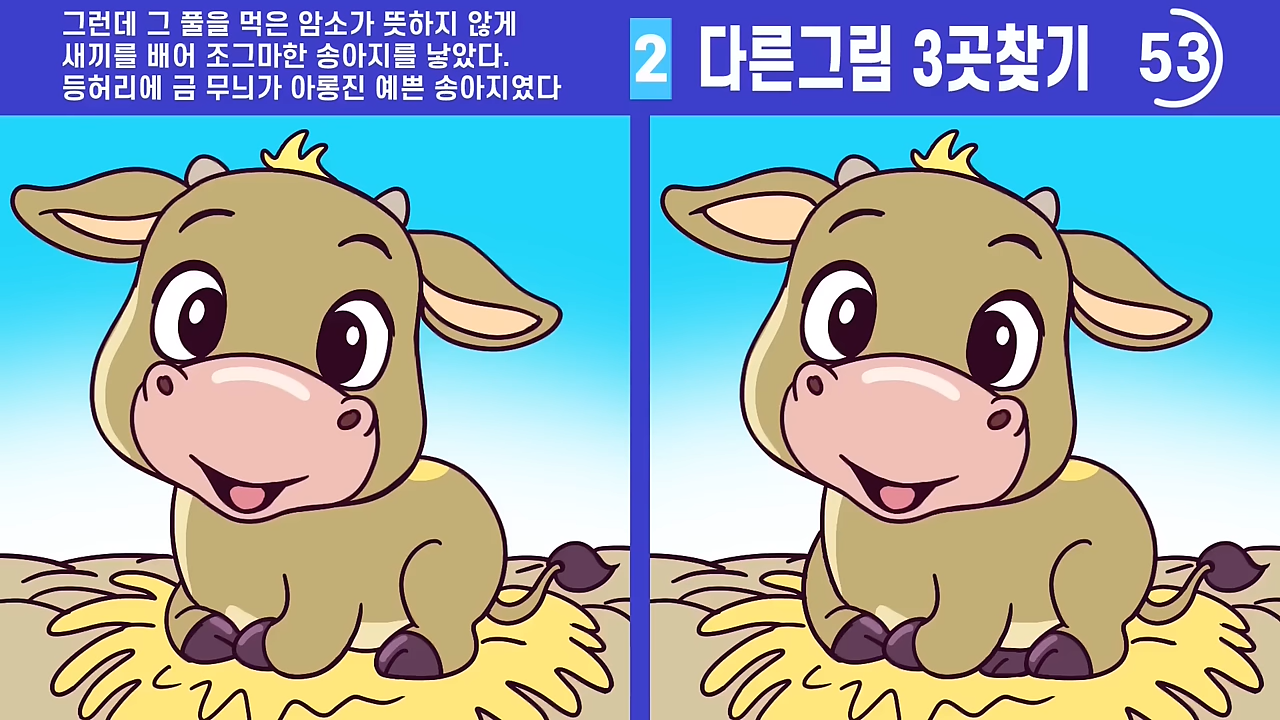 그런데 그 풀을 먹은 암소가 뜻하지 않게
새끼를 배어 조그마한 송아지를 낳았다.
등허리에 금 무늬가 아롱진 예쁜 송아지였다
2 다른그림 3곳찾기 53